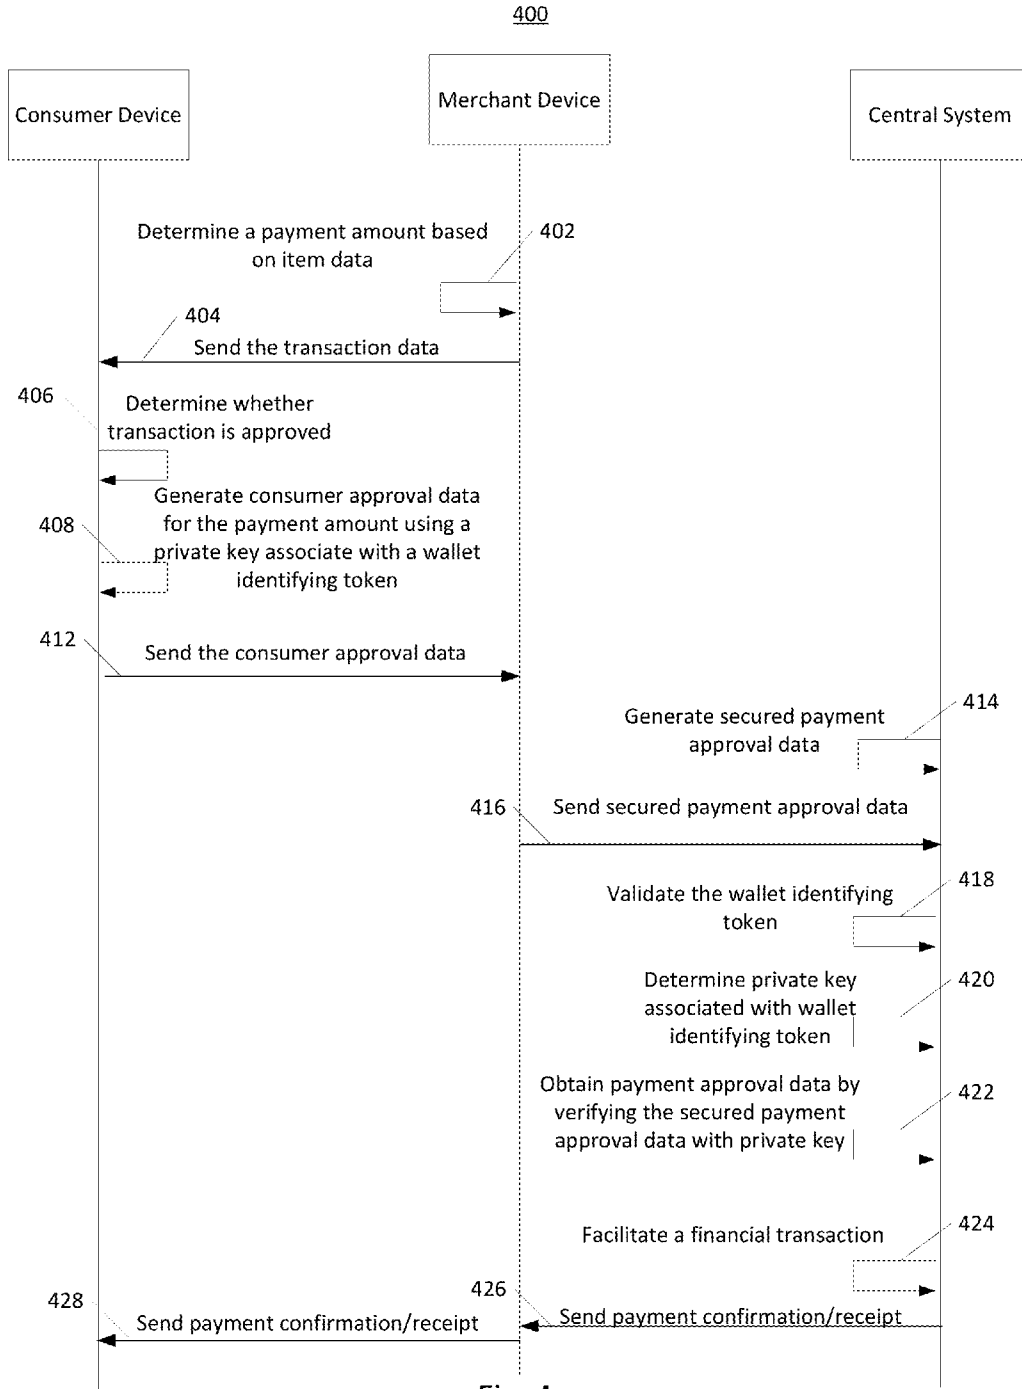 400
Consumer Device
Merchant Device
Central System
Determine a payment amount based
on item data
402
404
Send the transaction data
406
Determine whether
transaction is approved
Generate consumer approval data
for the payment amount using a
private key associate with a wallet
identifying token
408
412
Send the consumer approval data
Generate secured payment
approval data
414
416
Send secured payment approval data
Validate the wallet identifying
token
418
Determine private key
associated with wallet
identifying token
420
Obtain payment approval data by
verifying the secured payment
approval data with private key
422
Facilitate a financial transaction
424
426
Send payment confirmation/receipt
428
Send payment confirmation/receipt